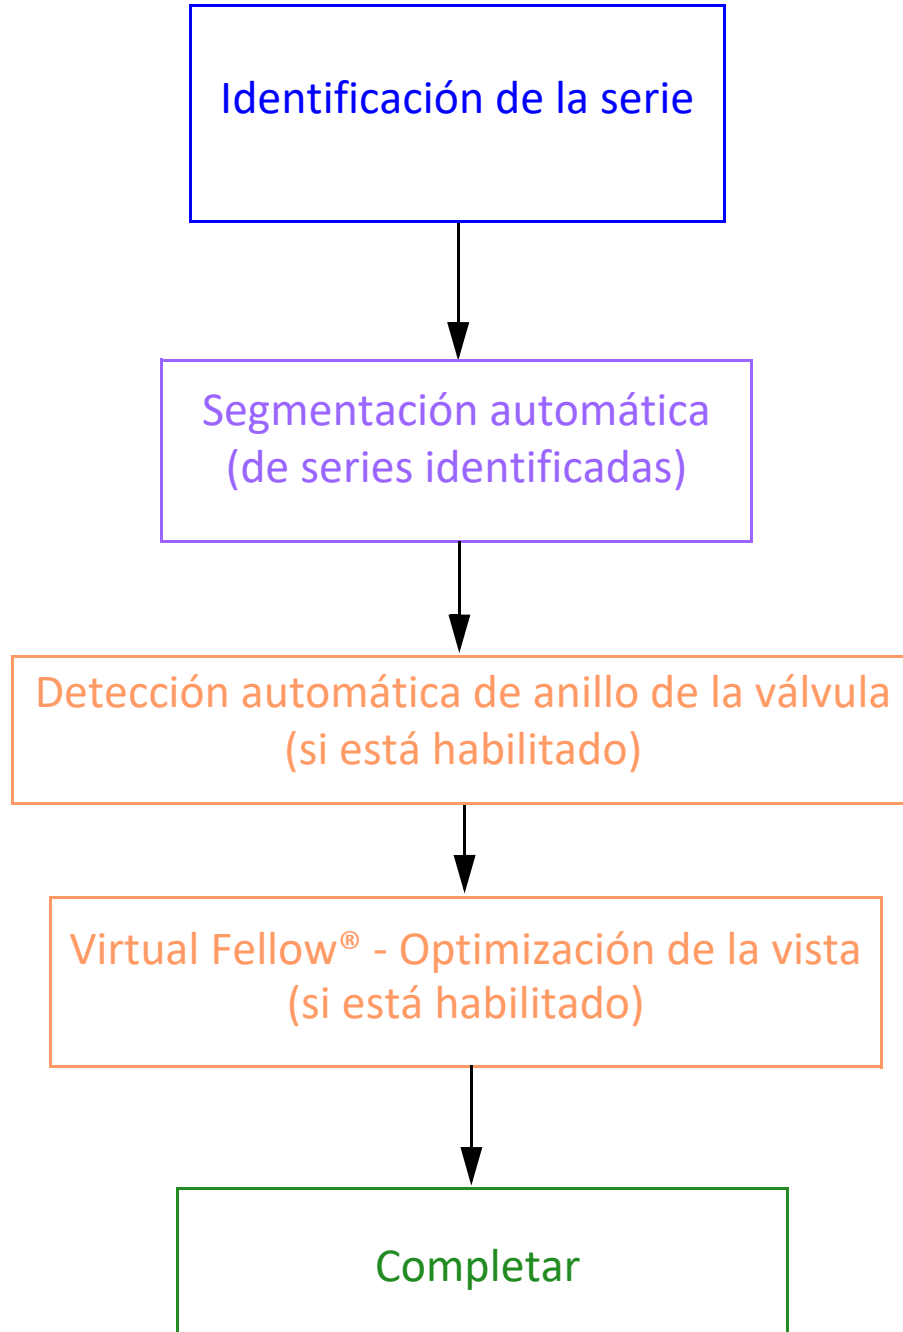 Identificación de la serie
Segmentación automática
(de series identificadas)
Detección automática de anillo de la válvula
(si está habilitado)
Virtual Fellow® - Optimización de la vista
(si está habilitado)
Completar